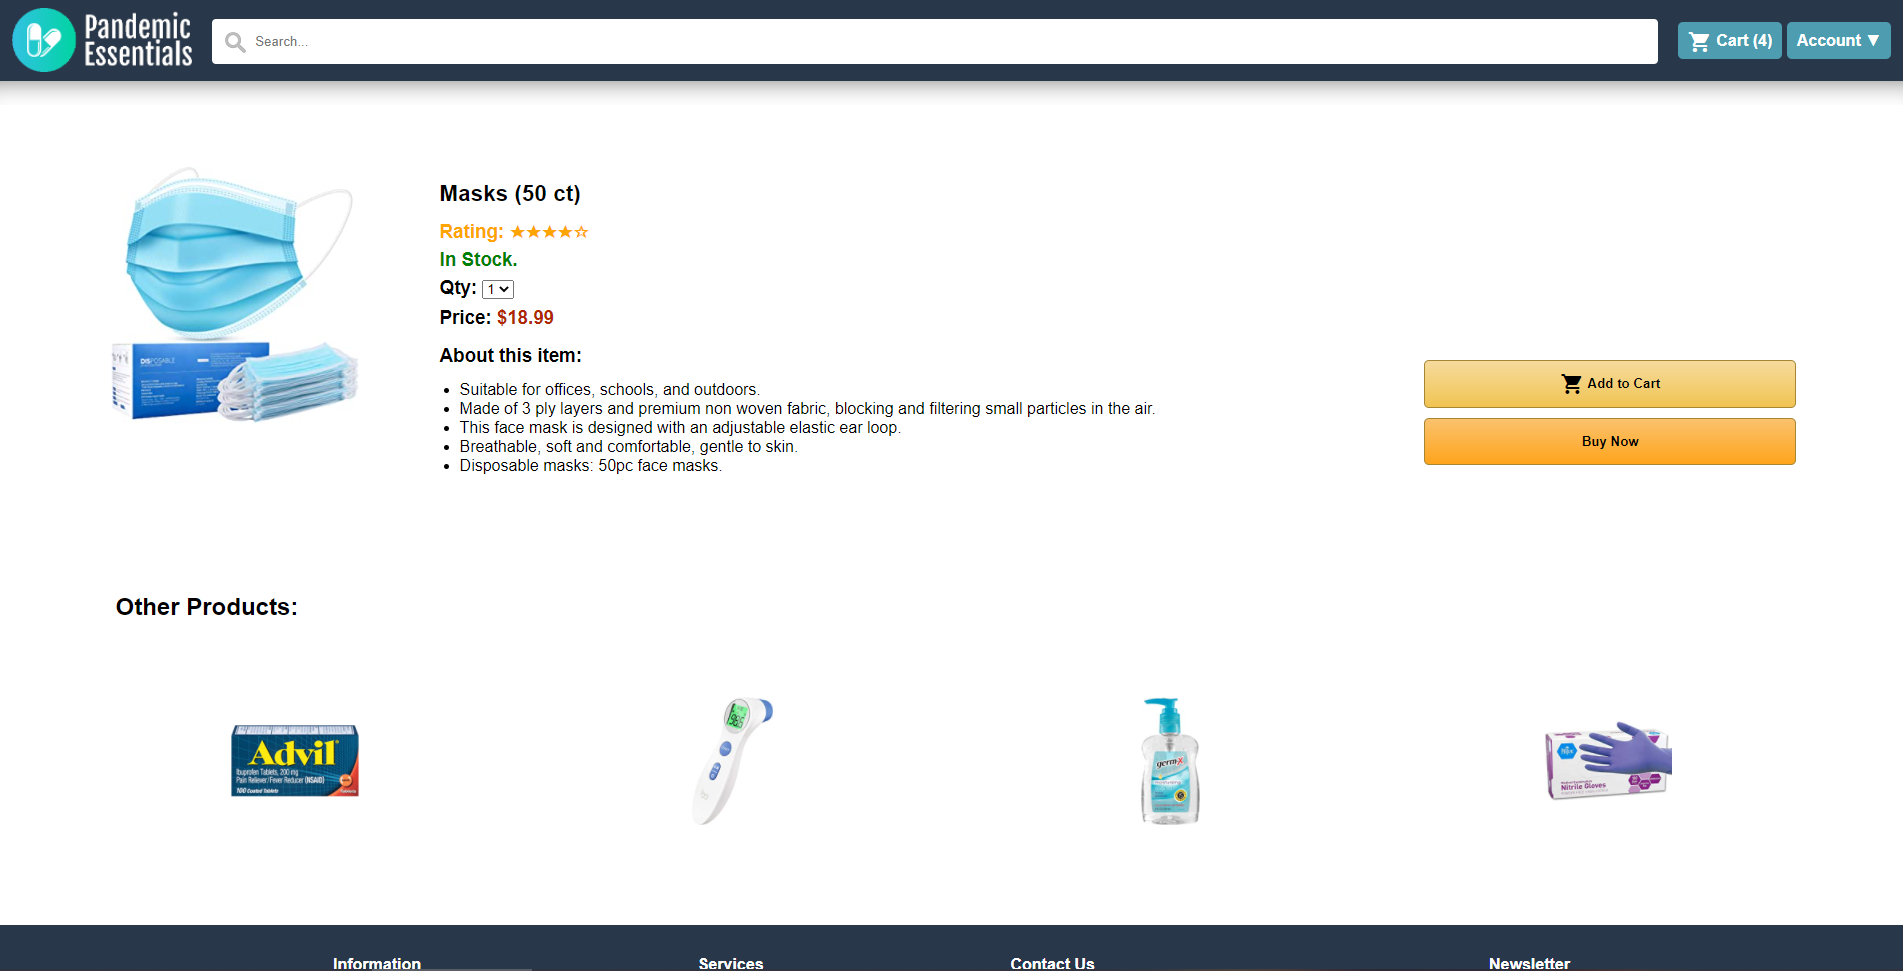 Pandemic
Essentials
Search...
Cart (4)
Account ▼
Masks (50 ct)
Rating: ★★★★☆
In Stock.
Qty: 1
Price: $18.99
About this item:
• Suitable for offices, schools, and outdoors.
• Made of 3 ply layers and premium non woven fabric, blocking and filtering small particles in the air.
• This face mask is designed with an adjustable elastic ear loop.
• Breathable, soft and comfortable, gentle to skin.
• Disposable masks: 50pc face masks.
DISPOSABLE
Add to Cart
Buy Now
Other Products:
Advil
Ibuprofen Tablets, 200 mg
Pain Reliever/Fever Reducer (NSAID)
100 Coated Tablets
germ-x
Nitrile Gloves
Information
Services
Contact Us
Newsletter